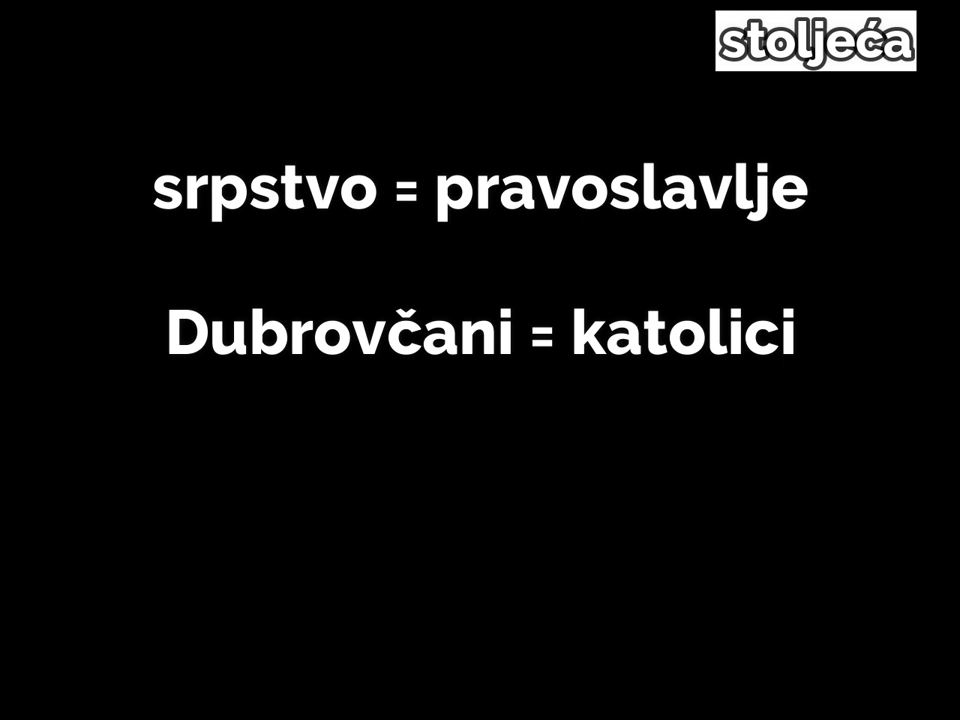 stoljeća
srpstvo = pravoslavlje
Dubrovčani = katolici